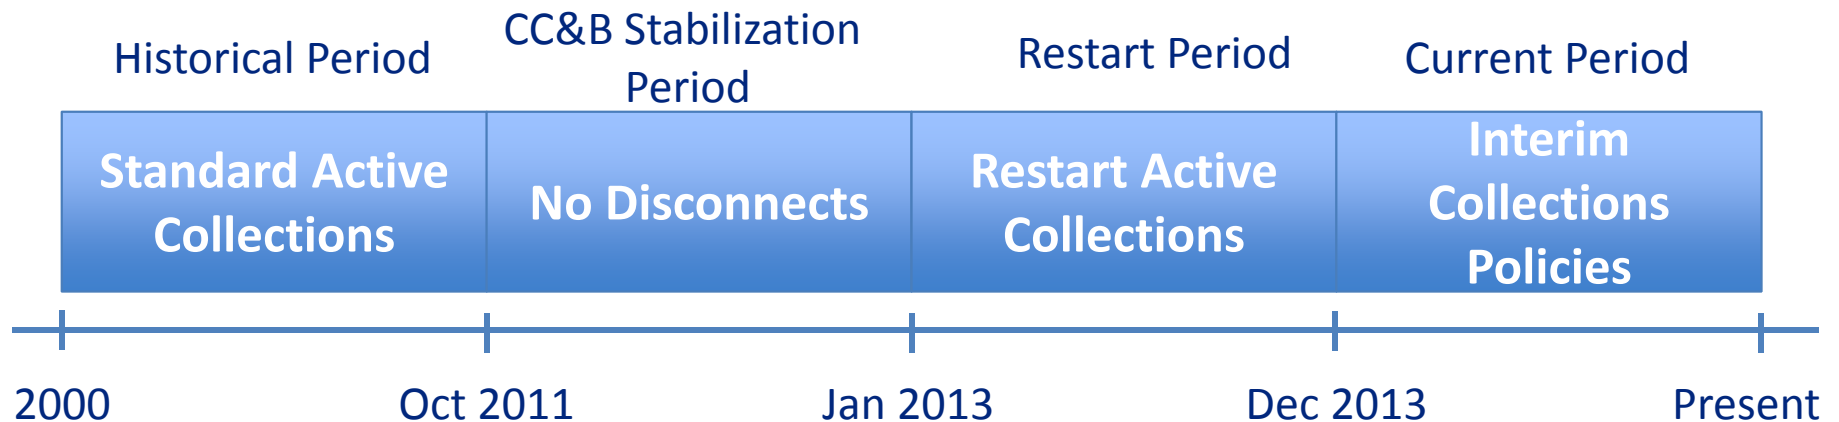 Historical Period
CC&B Stabilization
Period
Restart Period
Current Period
Standard Active
Collections
No Disconnects
Restart Active
Collections
Interim
Collections
Policies
2000
Oct 2011
Jan 2013
Dec 2013
Present